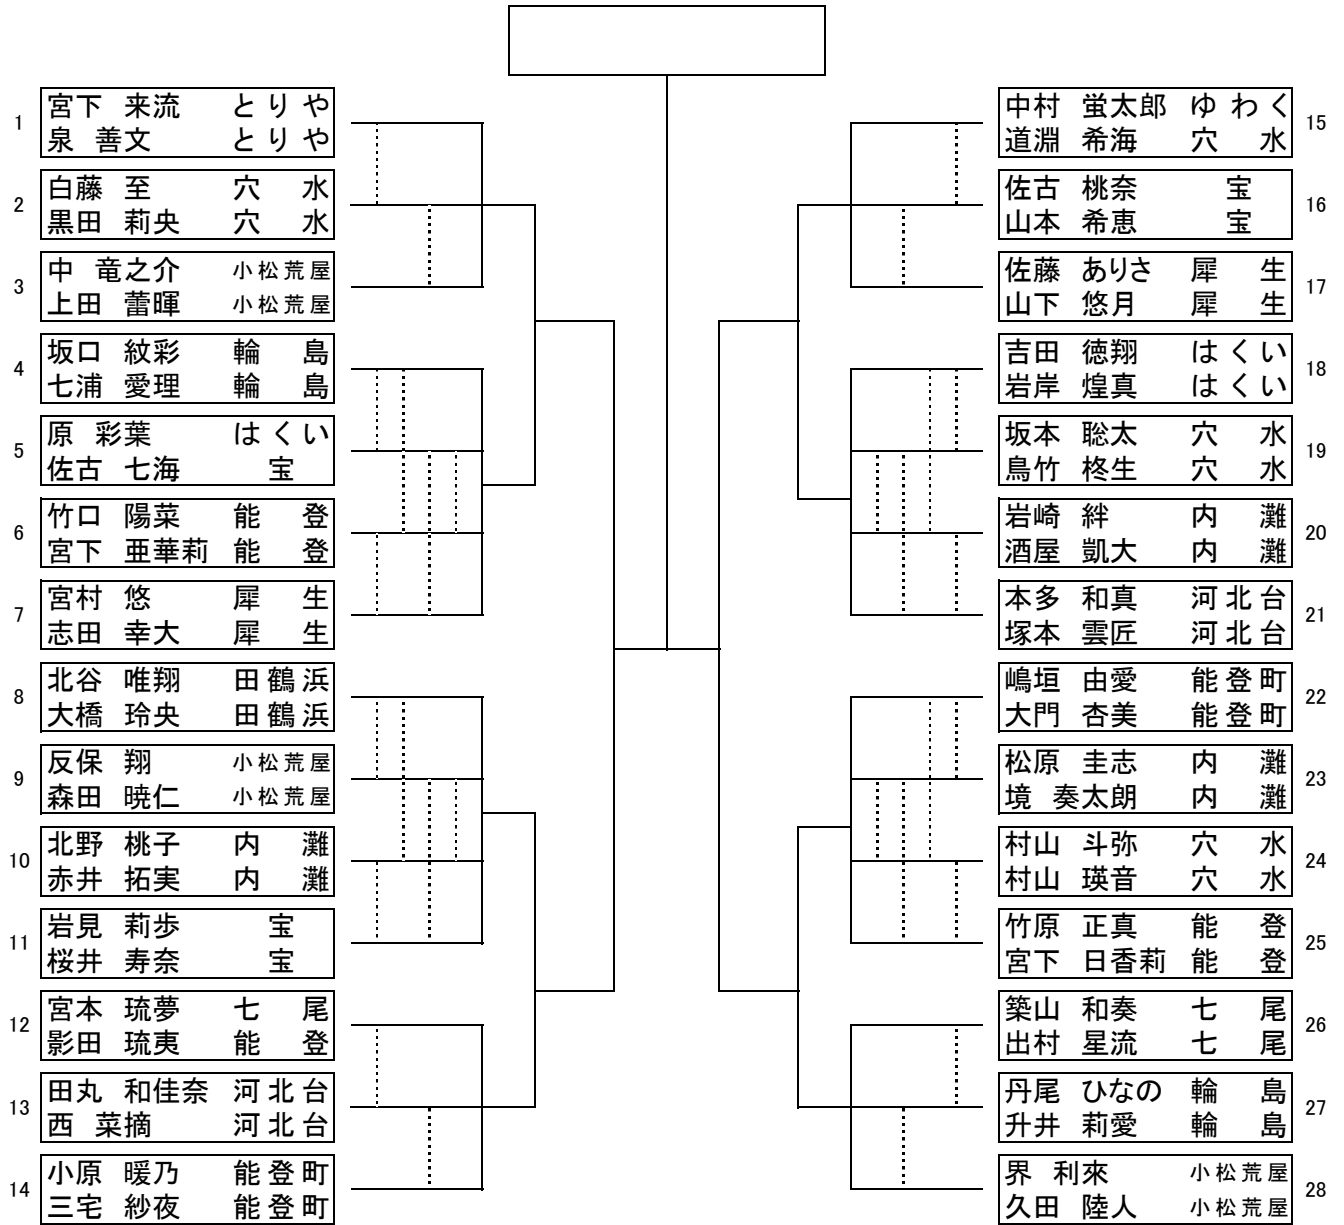 1
宮下 来流 とりや
泉 善文 とりや
2
白藤 至 穴水
黒田 莉央 穴水
3
中 竜之介 小松荒屋
上田 蕾暉 小松荒屋
4
坂口 紋彩 輪島
七浦 愛理 輪島
5
原 彩葉 はくい
佐古 七海 宝
6
竹口 陽菜 能登
宮下 亜華莉 能登
7
宮村 悠 犀生
志田 幸大 犀生
8
北谷 唯翔 田鶴浜
大橋 玲央 田鶴浜
9
反保 翔 小松荒屋
森田 暁仁 小松荒屋
10
北野 桃子 内灘
赤井 拓実 内灘
11
岩見 莉歩 宝
桜井 寿奈 宝
12
宮本 琉夢 七尾
影田 琉夷 能登
13
田丸 和佳奈 河北台
西 菜摘 河北台
14
小原 暖乃 能登町
三宅 紗夜 能登町
中村 蛍太郎 ゆわく
道淵 希海 穴水
15
佐古 桃奈 宝
山本 希恵 宝
16
佐藤 ありさ 犀生
山下 悠月 犀生
17
吉田 徳翔 はくい
岩岸 煌真 はくい
18
坂本 聡太 穴水
鳥竹 柊生 穴水
19
岩崎 絆 内灘
酒屋 凱大 内灘
20
本多 和真 河北台
塚本 雲匠 河北台
21
嶋垣 由愛 能登町
大門 杏美 能登町
22
松原 圭志 内灘
境 奏太朗 内灘
23
村山 斗弥 穴水
村山 瑛音 穴水
24
竹原 正真 能登
宮下 日香莉 能登
25
築山 和奏 七尾
出村 星流 七尾
26
丹尾 ひなの 輪島
升井 莉愛 輪島
27
界 利來 小松荒屋
久田 陸人 小松荒屋
28